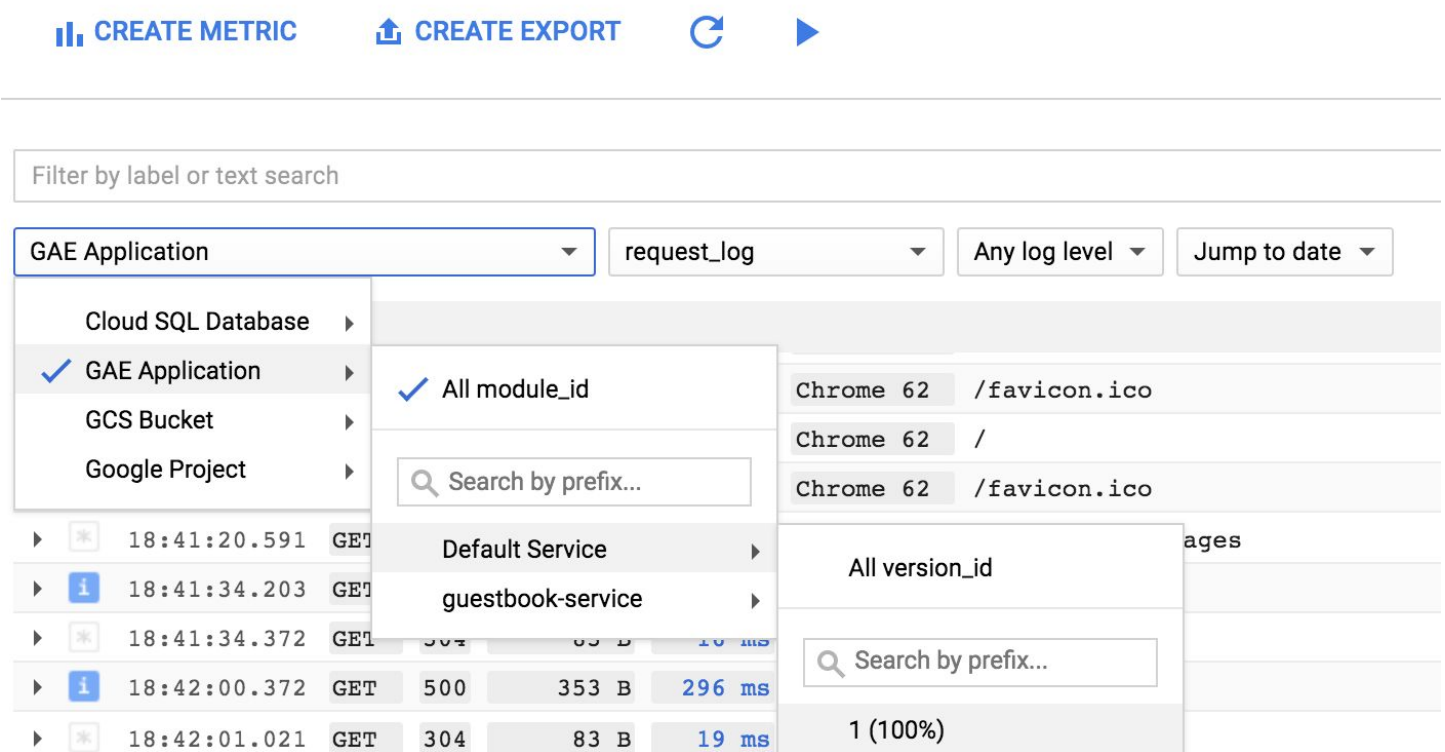 CREATE METRIC CREATE EXPORT
Filter by label or text search
GAE Application request_log Any log level Jump to date
Cloud SQL Database
GAE Application
GCS Bucket
Google Project
All module_id
Search by prefix...
Default Service
guestbook-service
All version_id
Search by prefix...
1 (100%)
Chrome 62 /favicon.ico
Chrome 62 /
Chrome 62 /favicon.ico
18:41:20.591 GET ages
18:41:34.203 GET
18:41:34.372 GET 304 83 B 16 ms
18:42:00.372 GET 500 353 B 296 ms
18:42:01.021 GET 304 83 B 19 ms